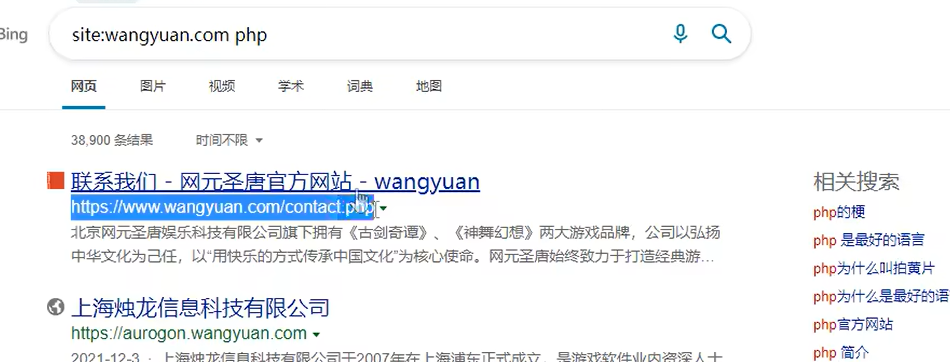 Bing
site:wangyuan.com php
网页 图片 视频 学术 词典 地图
38,900 条结果 时间不限
联系我们 - 网元圣唐官方网站 - wangyuan
https://www.wangyuan.com/contact.php
北京网元圣唐娱乐科技有限公司旗下拥有《古剑奇谭》、《神舞幻想》两大游戏品牌，公司以弘扬
中华文化为己任，以“用快乐的方式传承中国文化”为核心使命。网元圣唐始终致力于打造经典游...
上海烛龙信息科技有限公司
https://aurogon.wangyuan.com
2021-12-3 · 上海烛龙信息科技有限公司于2007年在上海浦东正式成立，是游戏软件业内资深人士
相关搜索
php的梗
php 是最好的语言
php为什么叫拍黄片
php为什么是最好的语
php官方网站
php 简介